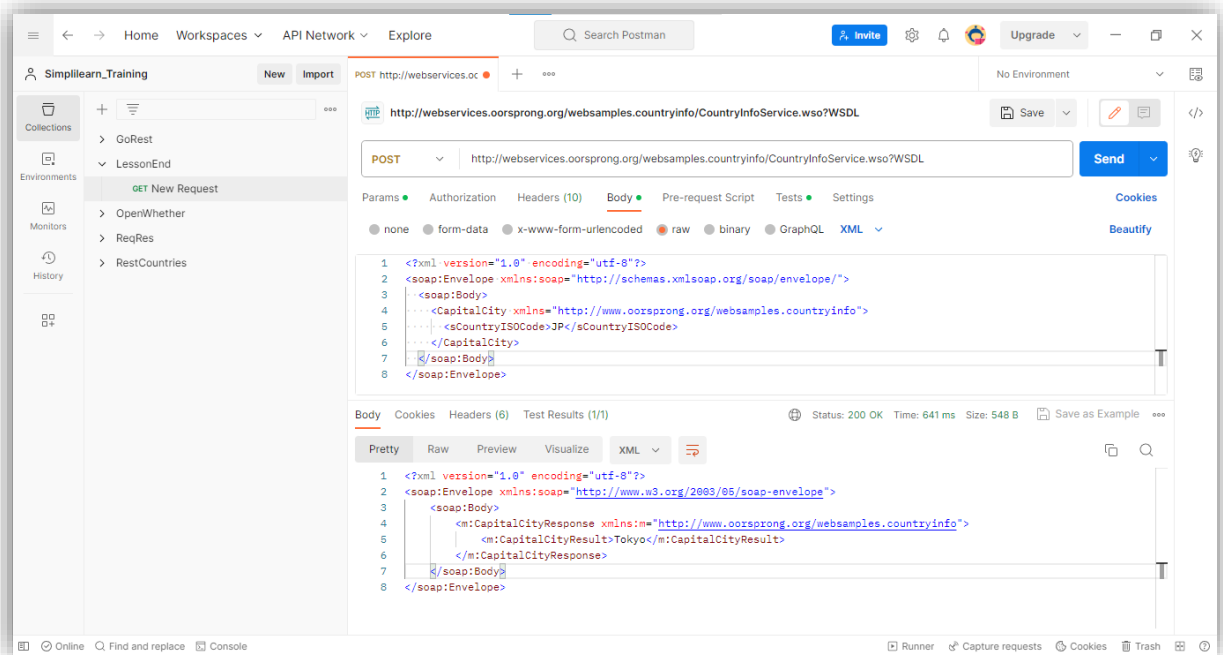 Home Workspaces API Network Explore Search Postman Invite Upgrade
Simplilearn_Training New Import POST http://webservices.oc No Environment
Collections
Environments
Monitors
History
GoRest
LessonEnd
GET New Request
OpenWhether
ReqRes
RestCountries
HTTP http://webservices.oorsprong.org/websamples.countryinfo/CountryInfoService.wso?WSDL Save
POST http://webservices.oorsprong.org/websamples.countryinfo/CountryInfoService.wso?WSDL Send
Params Authorization Headers (10) Body Pre-request Script Tests Settings Cookies
none form-data x-www-form-urlencoded raw binary GraphQL XML Beautify
1 <?xml version="1.0" encoding="utf-8"?>
2 <soap:Envelope xmlns:soap="http://schemas.xmlsoap.org/soap/envelope/">
3 <soap:Body>
4 <CapitalCity xmlns="http://www.oorsprong.org/websamples.countryinfo">
5 <sCountryISOCode>JP</sCountryISOCode>
6 </CapitalCity>
7 </soap:Body>
8 </soap:Envelope>
Body Cookies Headers (6) Test Results (1/1) Status: 200 OK Time: 641 ms Size: 548 B Save as Example
Pretty Raw Preview Visualize XML
1 <?xml version="1.0" encoding="utf-8"?>
2 <soap:Envelope xmlns:soap="http://www.w3.org/2003/05/soap-envelope">
3 <soap:Body>
4 <m:CapitalCityResponse xmlns:m="http://www.oorsprong.org/websamples.countryinfo">
5 <m:CapitalCityResult>Tokyo</m:CapitalCityResult>
6 </m:CapitalCityResponse>
7 </soap:Body>
8 </soap:Envelope>
Online Find and replace Console Runner Capture requests Cookies Trash